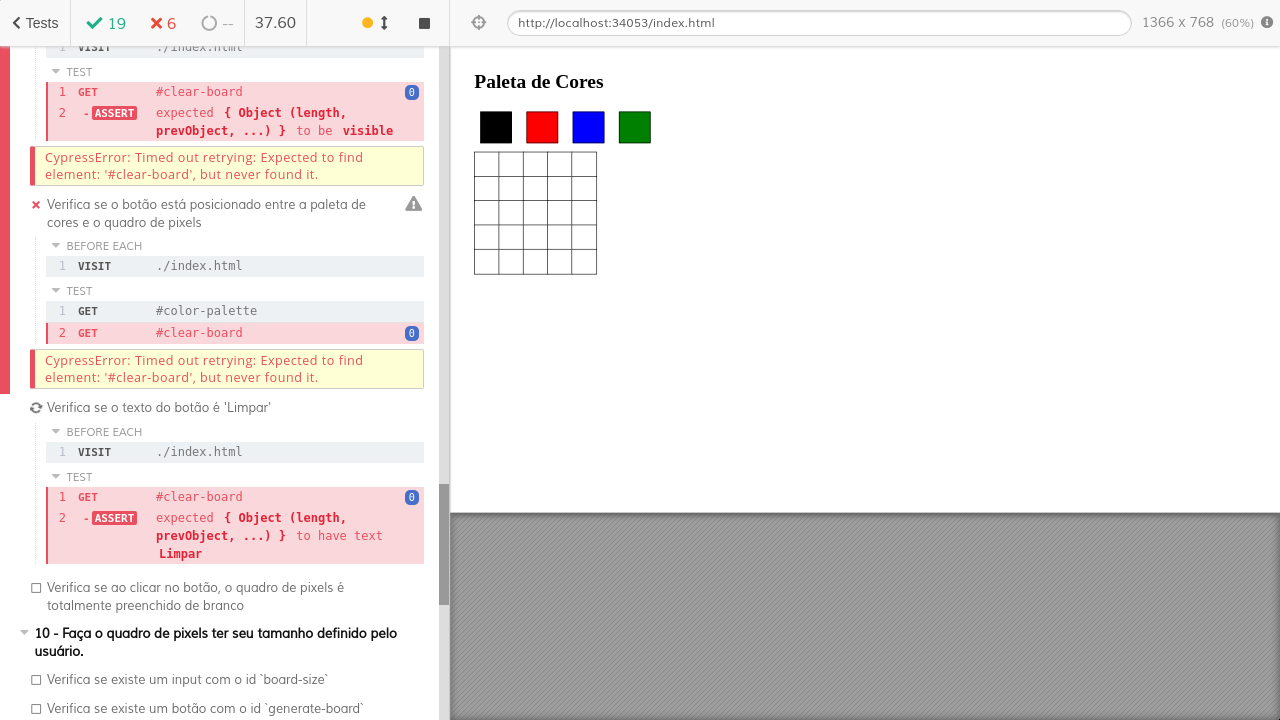 Tests 19 6 -- 37.60
http://localhost:34053/index.html 1366 x 768 (60%)
1 VISIT ./index.html
TEST
1 GET #clear-board 0
2 - ASSERT expected { Object (length,
prevObject, ...) } to be visible
CypressError: Timed out retrying: Expected to find
element: '#clear-board', but never found it.
Verifica se o botão está posicionado entre a paleta de
cores e o quadro de pixels
BEFORE EACH
1 VISIT ./index.html
TEST
1 GET #color-palette
2 GET #clear-board 0
CypressError: Timed out retrying: Expected to find
element: '#clear-board', but never found it.
Verifica se o texto do botão é 'Limpar'
BEFORE EACH
1 VISIT ./index.html
TEST
1 GET #clear-board 0
2 - ASSERT expected { Object (length,
prevObject, ...) } to have text
Limpar
Verifica se ao clicar no botão, o quadro de pixels é
totalmente preenchido de branco
10 - Faça o quadro de pixels ter seu tamanho definido pelo
usuário.
Verifica se existe um input com o id `board-size`
Verifica se existe um botão com o id `generate-board`
Paleta de Cores